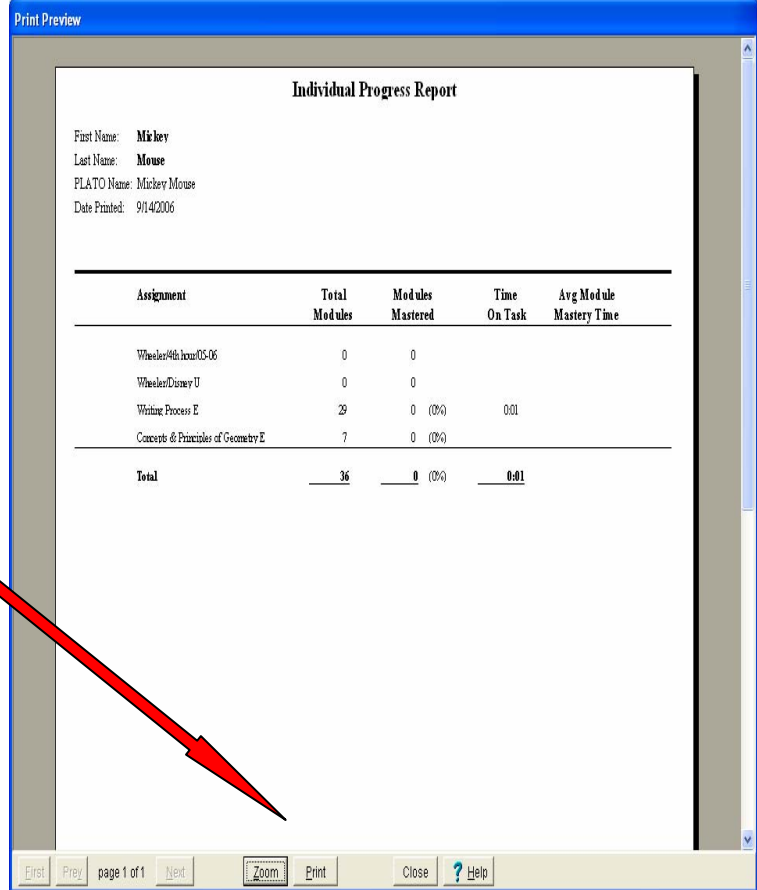 Print Preview
Individual Progress Report
First Name: Mickey
Last Name: Mouse
PLATO Name: Mickey Mouse
Date Printed: 9/14/2006
Assignment Total Modules Modules Mastered Time On Task Avg Module Mastery Time
Wheeler/4th hour/05-06 0 0
Wheeler/Disney U 0 0
Writing Process E 29 0 (0%) 0:01
Concepts & Principles of Geometry E 7 0 (0%)
Total 36 0 (0%) 0:01
First Prev page 1 of 1 Next Zoom Print Close ? Help